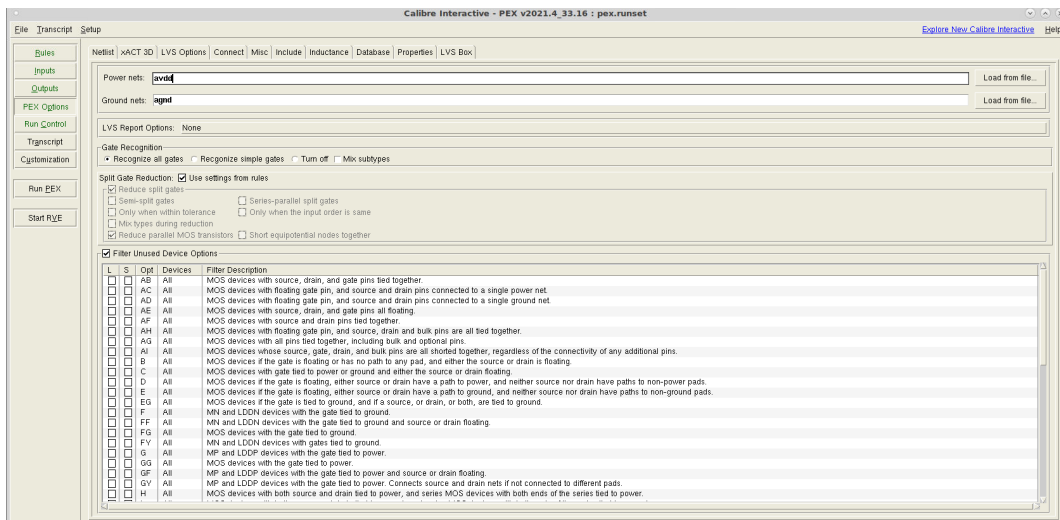 Calibre Interactive - PEX v2021.4_33.16 : pex.runset
File Transcript Setup
Explore New Calibre Interactive Help
Rules
Inputs
Outputs
PEX Options
Run Control
Transcript
Customization
Run PEX
Start RVE
Netlist xACT 3D LVS Options Connect Misc Include Inductance Database Properties LVS Box
Power nets: avdd Load from file...
Ground nets: agnd Load from file...
LVS Report Options: None
Gate Recognition
Recognize all gates Recgonize simple gates Turn off Mix subtypes
Split Gate Reduction: Use settings from rules
Reduce split gates
Semi-split gates Series-parallel split gates
Only when within tolerance Only when the input order is same
Mix types during reduction
Reduce parallel MOS transistors Short equipotential nodes together
Filter Unused Device Options
L S Opt Devices Filter Description
AB All MOS devices with source, drain, and gate pins tied together.
AC All MOS devices with floating gate pin, and source and drain pins connected to a single power net.
AD All MOS devices with floating gate pin, and source and drain pins connected to a single ground net.
AE All MOS devices with source, drain, and gate pins all floating.
AF All MOS devices with source and drain pins tied together.
AH All MOS devices with floating gate pin, and source, drain and bulk pins are all tied together.
AG All MOS devices with all pins tied together, including bulk and optional pins.
AI All MOS devices whose source, gate, drain, and bulk pins are all shorted together, regardless of the connectivity of any additional pins.
B All MOS devices if the gate is floating or has no path to any pad, and either the source or drain is floating.
C All MOS devices with gate tied to power or ground and either the source or drain floating.
D All MOS devices if the gate is floating, either source or drain have a path to power, and neither source nor drain have paths to non-power pads.
E All MOS devices if the gate is floating, either source or drain have a path to ground, and neither source nor drain have paths to non-ground pads.
EG All MOS devices if the gate is tied to ground, and if a source, or drain, or both, are tied to ground.
F All MN and LDDN devices with the gate tied to ground.
FF All MN and LDDN devices with the gate tied to ground and source or drain floating.
FG All MOS devices with the gate tied to ground.
FY All MN and LDDN devices with gates tied to ground.
G All MP and LDDP devices with the gate tied to power.
GG All MOS devices with the gate tied to power.
GF All MP and LDDP devices with the gate tied to power and source or drain floating.
GY All MP and LDDP devices with the gate tied to power. Connects source and drain nets if not connected to different pads.
H All MOS devices with both source and drain tied to power, and series MOS devices with both ends of the series tied to power.